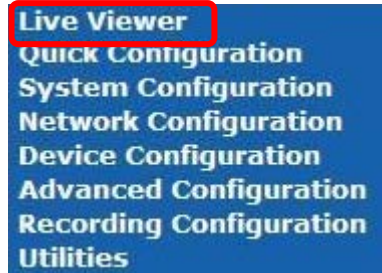 Live Viewer
Quick Configuration
System Configuration
Network Configuration
Device Configuration
Advanced Configuration
Recording Configuration
Utilities